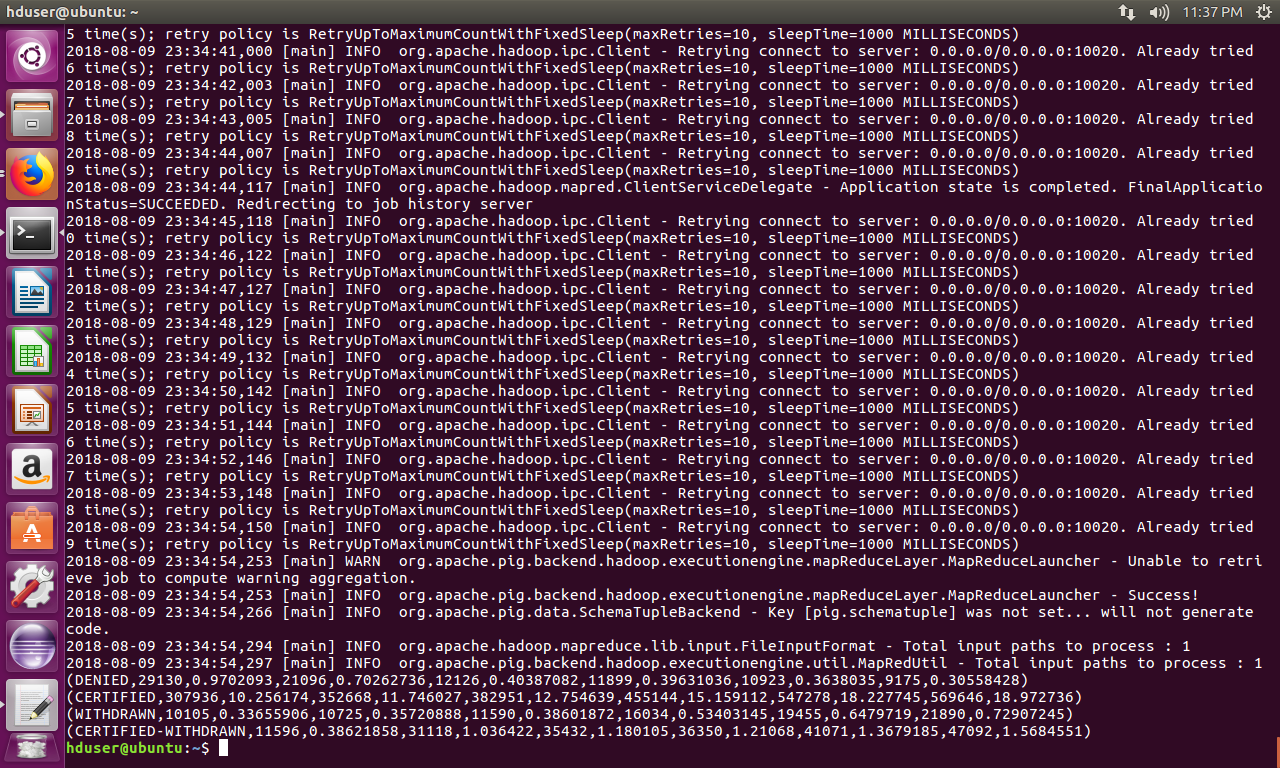 hduser@ubuntu: ~
11:37 PM
5 time(s); retry policy is RetryUpToMaximumCountWithFixedSleep(maxRetries=10, sleepTime=1000 MILLISECONDS)
2018-08-09 23:34:41,000 [main] INFO  org.apache.hadoop.ipc.Client - Retrying connect to server: 0.0.0.0/0.0.0.0:10020. Already tried
6 time(s); retry policy is RetryUpToMaximumCountWithFixedSleep(maxRetries=10, sleepTime=1000 MILLISECONDS)
2018-08-09 23:34:42,003 [main] INFO  org.apache.hadoop.ipc.Client - Retrying connect to server: 0.0.0.0/0.0.0.0:10020. Already tried
7 time(s); retry policy is RetryUpToMaximumCountWithFixedSleep(maxRetries=10, sleepTime=1000 MILLISECONDS)
2018-08-09 23:34:43,005 [main] INFO  org.apache.hadoop.ipc.Client - Retrying connect to server: 0.0.0.0/0.0.0.0:10020. Already tried
8 time(s); retry policy is RetryUpToMaximumCountWithFixedSleep(maxRetries=10, sleepTime=1000 MILLISECONDS)
2018-08-09 23:34:44,007 [main] INFO  org.apache.hadoop.ipc.Client - Retrying connect to server: 0.0.0.0/0.0.0.0:10020. Already tried
9 time(s); retry policy is RetryUpToMaximumCountWithFixedSleep(maxRetries=10, sleepTime=1000 MILLISECONDS)
2018-08-09 23:34:44,117 [main] INFO  org.apache.hadoop.mapred.ClientServiceDelegate - Application state is completed. FinalApplicatio
nStatus=SUCCEEDED. Redirecting to job history server
2018-08-09 23:34:45,118 [main] INFO  org.apache.hadoop.ipc.Client - Retrying connect to server: 0.0.0.0/0.0.0.0:10020. Already tried
0 time(s); retry policy is RetryUpToMaximumCountWithFixedSleep(maxRetries=10, sleepTime=1000 MILLISECONDS)
2018-08-09 23:34:46,122 [main] INFO  org.apache.hadoop.ipc.Client - Retrying connect to server: 0.0.0.0/0.0.0.0:10020. Already tried
1 time(s); retry policy is RetryUpToMaximumCountWithFixedSleep(maxRetries=10, sleepTime=1000 MILLISECONDS)
2018-08-09 23:34:47,127 [main] INFO  org.apache.hadoop.ipc.Client - Retrying connect to server: 0.0.0.0/0.0.0.0:10020. Already tried
2 time(s); retry policy is RetryUpToMaximumCountWithFixedSleep(maxRetries=10, sleepTime=1000 MILLISECONDS)
2018-08-09 23:34:48,129 [main] INFO  org.apache.hadoop.ipc.Client - Retrying connect to server: 0.0.0.0/0.0.0.0:10020. Already tried
3 time(s); retry policy is RetryUpToMaximumCountWithFixedSleep(maxRetries=10, sleepTime=1000 MILLISECONDS)
2018-08-09 23:34:49,132 [main] INFO  org.apache.hadoop.ipc.Client - Retrying connect to server: 0.0.0.0/0.0.0.0:10020. Already tried
4 time(s); retry policy is RetryUpToMaximumCountWithFixedSleep(maxRetries=10, sleepTime=1000 MILLISECONDS)
2018-08-09 23:34:50,142 [main] INFO  org.apache.hadoop.ipc.Client - Retrying connect to server: 0.0.0.0/0.0.0.0:10020. Already tried
5 time(s); retry policy is RetryUpToMaximumCountWithFixedSleep(maxRetries=10, sleepTime=1000 MILLISECONDS)
2018-08-09 23:34:51,144 [main] INFO  org.apache.hadoop.ipc.Client - Retrying connect to server: 0.0.0.0/0.0.0.0:10020. Already tried
6 time(s); retry policy is RetryUpToMaximumCountWithFixedSleep(maxRetries=10, sleepTime=1000 MILLISECONDS)
2018-08-09 23:34:52,146 [main] INFO  org.apache.hadoop.ipc.Client - Retrying connect to server: 0.0.0.0/0.0.0.0:10020. Already tried
7 time(s); retry policy is RetryUpToMaximumCountWithFixedSleep(maxRetries=10, sleepTime=1000 MILLISECONDS)
2018-08-09 23:34:53,148 [main] INFO  org.apache.hadoop.ipc.Client - Retrying connect to server: 0.0.0.0/0.0.0.0:10020. Already tried
8 time(s); retry policy is RetryUpToMaximumCountWithFixedSleep(maxRetries=10, sleepTime=1000 MILLISECONDS)
2018-08-09 23:34:54,150 [main] INFO  org.apache.hadoop.ipc.Client - Retrying connect to server: 0.0.0.0/0.0.0.0:10020. Already tried
9 time(s); retry policy is RetryUpToMaximumCountWithFixedSleep(maxRetries=10, sleepTime=1000 MILLISECONDS)
2018-08-09 23:34:54,253 [main] WARN  org.apache.pig.backend.hadoop.executionengine.mapReduceLayer.MapReduceLauncher - Unable to retri
eve job to compute warning aggregation.
2018-08-09 23:34:54,253 [main] INFO  org.apache.pig.backend.hadoop.executionengine.mapReduceLayer.MapReduceLauncher - Success!
2018-08-09 23:34:54,266 [main] INFO  org.apache.pig.data.SchemaTupleBackend - Key [pig.schematuple] was not set... will not generate
code.
2018-08-09 23:34:54,294 [main] INFO  org.apache.hadoop.mapreduce.lib.input.FileInputFormat - Total input paths to process : 1
2018-08-09 23:34:54,297 [main] INFO  org.apache.pig.backend.hadoop.executionengine.util.MapRedUtil - Total input paths to process : 1
(DENIED,29130,0.9702093,21096,0.70262736,12126,0.40387082,11899,0.39631036,10923,0.3638035,9175,0.30558428)
(CERTIFIED,307936,10.256174,352668,11.746027,382951,12.754639,455144,15.159112,547278,18.227745,569646,18.972736)
(WITHDRAWN,10105,0.33655906,10725,0.35720888,11590,0.38601872,16034,0.53403145,19455,0.6479719,21890,0.72907245)
(CERTIFIED-WITHDRAWN,11596,0.38621858,31118,1.036422,35432,1.180105,36350,1.21068,41071,1.3679185,47092,1.5684551)
hduser@ubuntu:~$